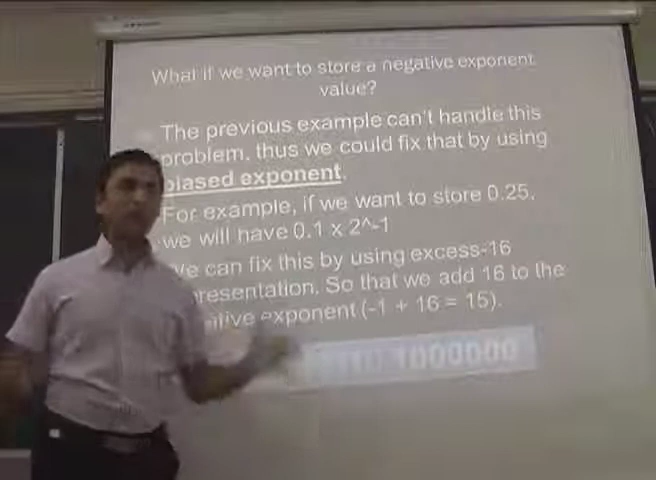 What if we want to store a negative exponent
value?
The previous example can't handle this
problem, thus we could fix that by using
biased exponent.
For example, if we want to store 0.25,
we will have 0.1 x 2^-1
We can fix this by using excess-16
presentation. So that we add 16 to the
exponent (-1 + 16 = 15).
1000000